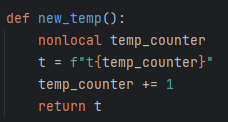 def new_temp():
    nonlocal temp_counter
    t = f"t{temp_counter}"
    temp_counter += 1
    return t